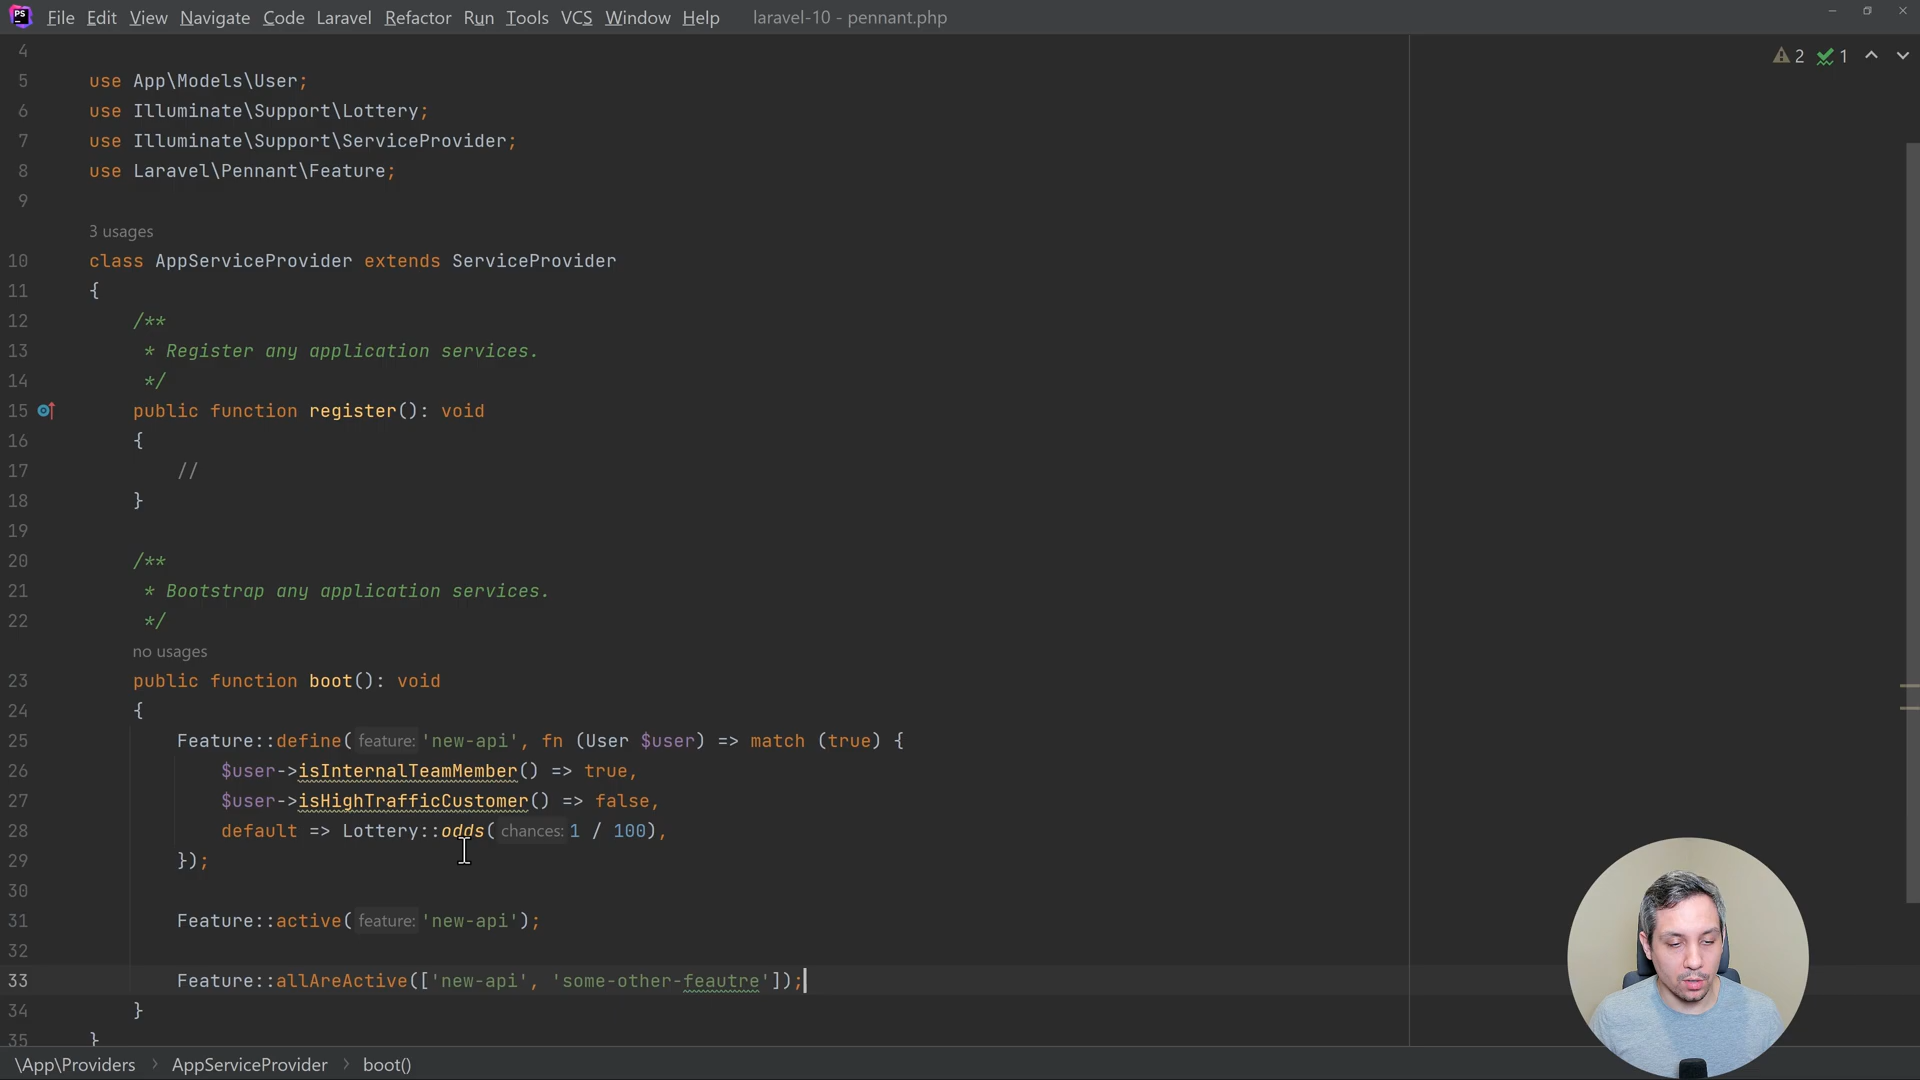 PS File Edit View Navigate Code Laravel Refactor Run Tools VCS Window Help laravel-10 - pennant.php
2 1
4
5 use App\Models\User;
6 use Illuminate\Support\Lottery;
7 use Illuminate\Support\ServiceProvider;
8 use Laravel\Pennant\Feature;
9
3 usages
10 class AppServiceProvider extends ServiceProvider
11 {
12 /**
13 * Register any application services.
14 */
15 public function register(): void
16 {
17 //
18 }
19
20 /**
21 * Bootstrap any application services.
22 */
no usages
23 public function boot(): void
24 {
25 Feature::define( feature: 'new-api', fn (User $user) => match (true) {
26 $user->isInternalTeamMember() => true,
27 $user->isHighTrafficCustomer() => false,
28 default => Lottery::odds( chances: 1 / 100),
29 });
30
31 Feature::active( feature: 'new-api');
32
33 Feature::allAreActive(['new-api', 'some-other-feautre']);
34 }
35 }
\App\Providers › AppServiceProvider › boot()